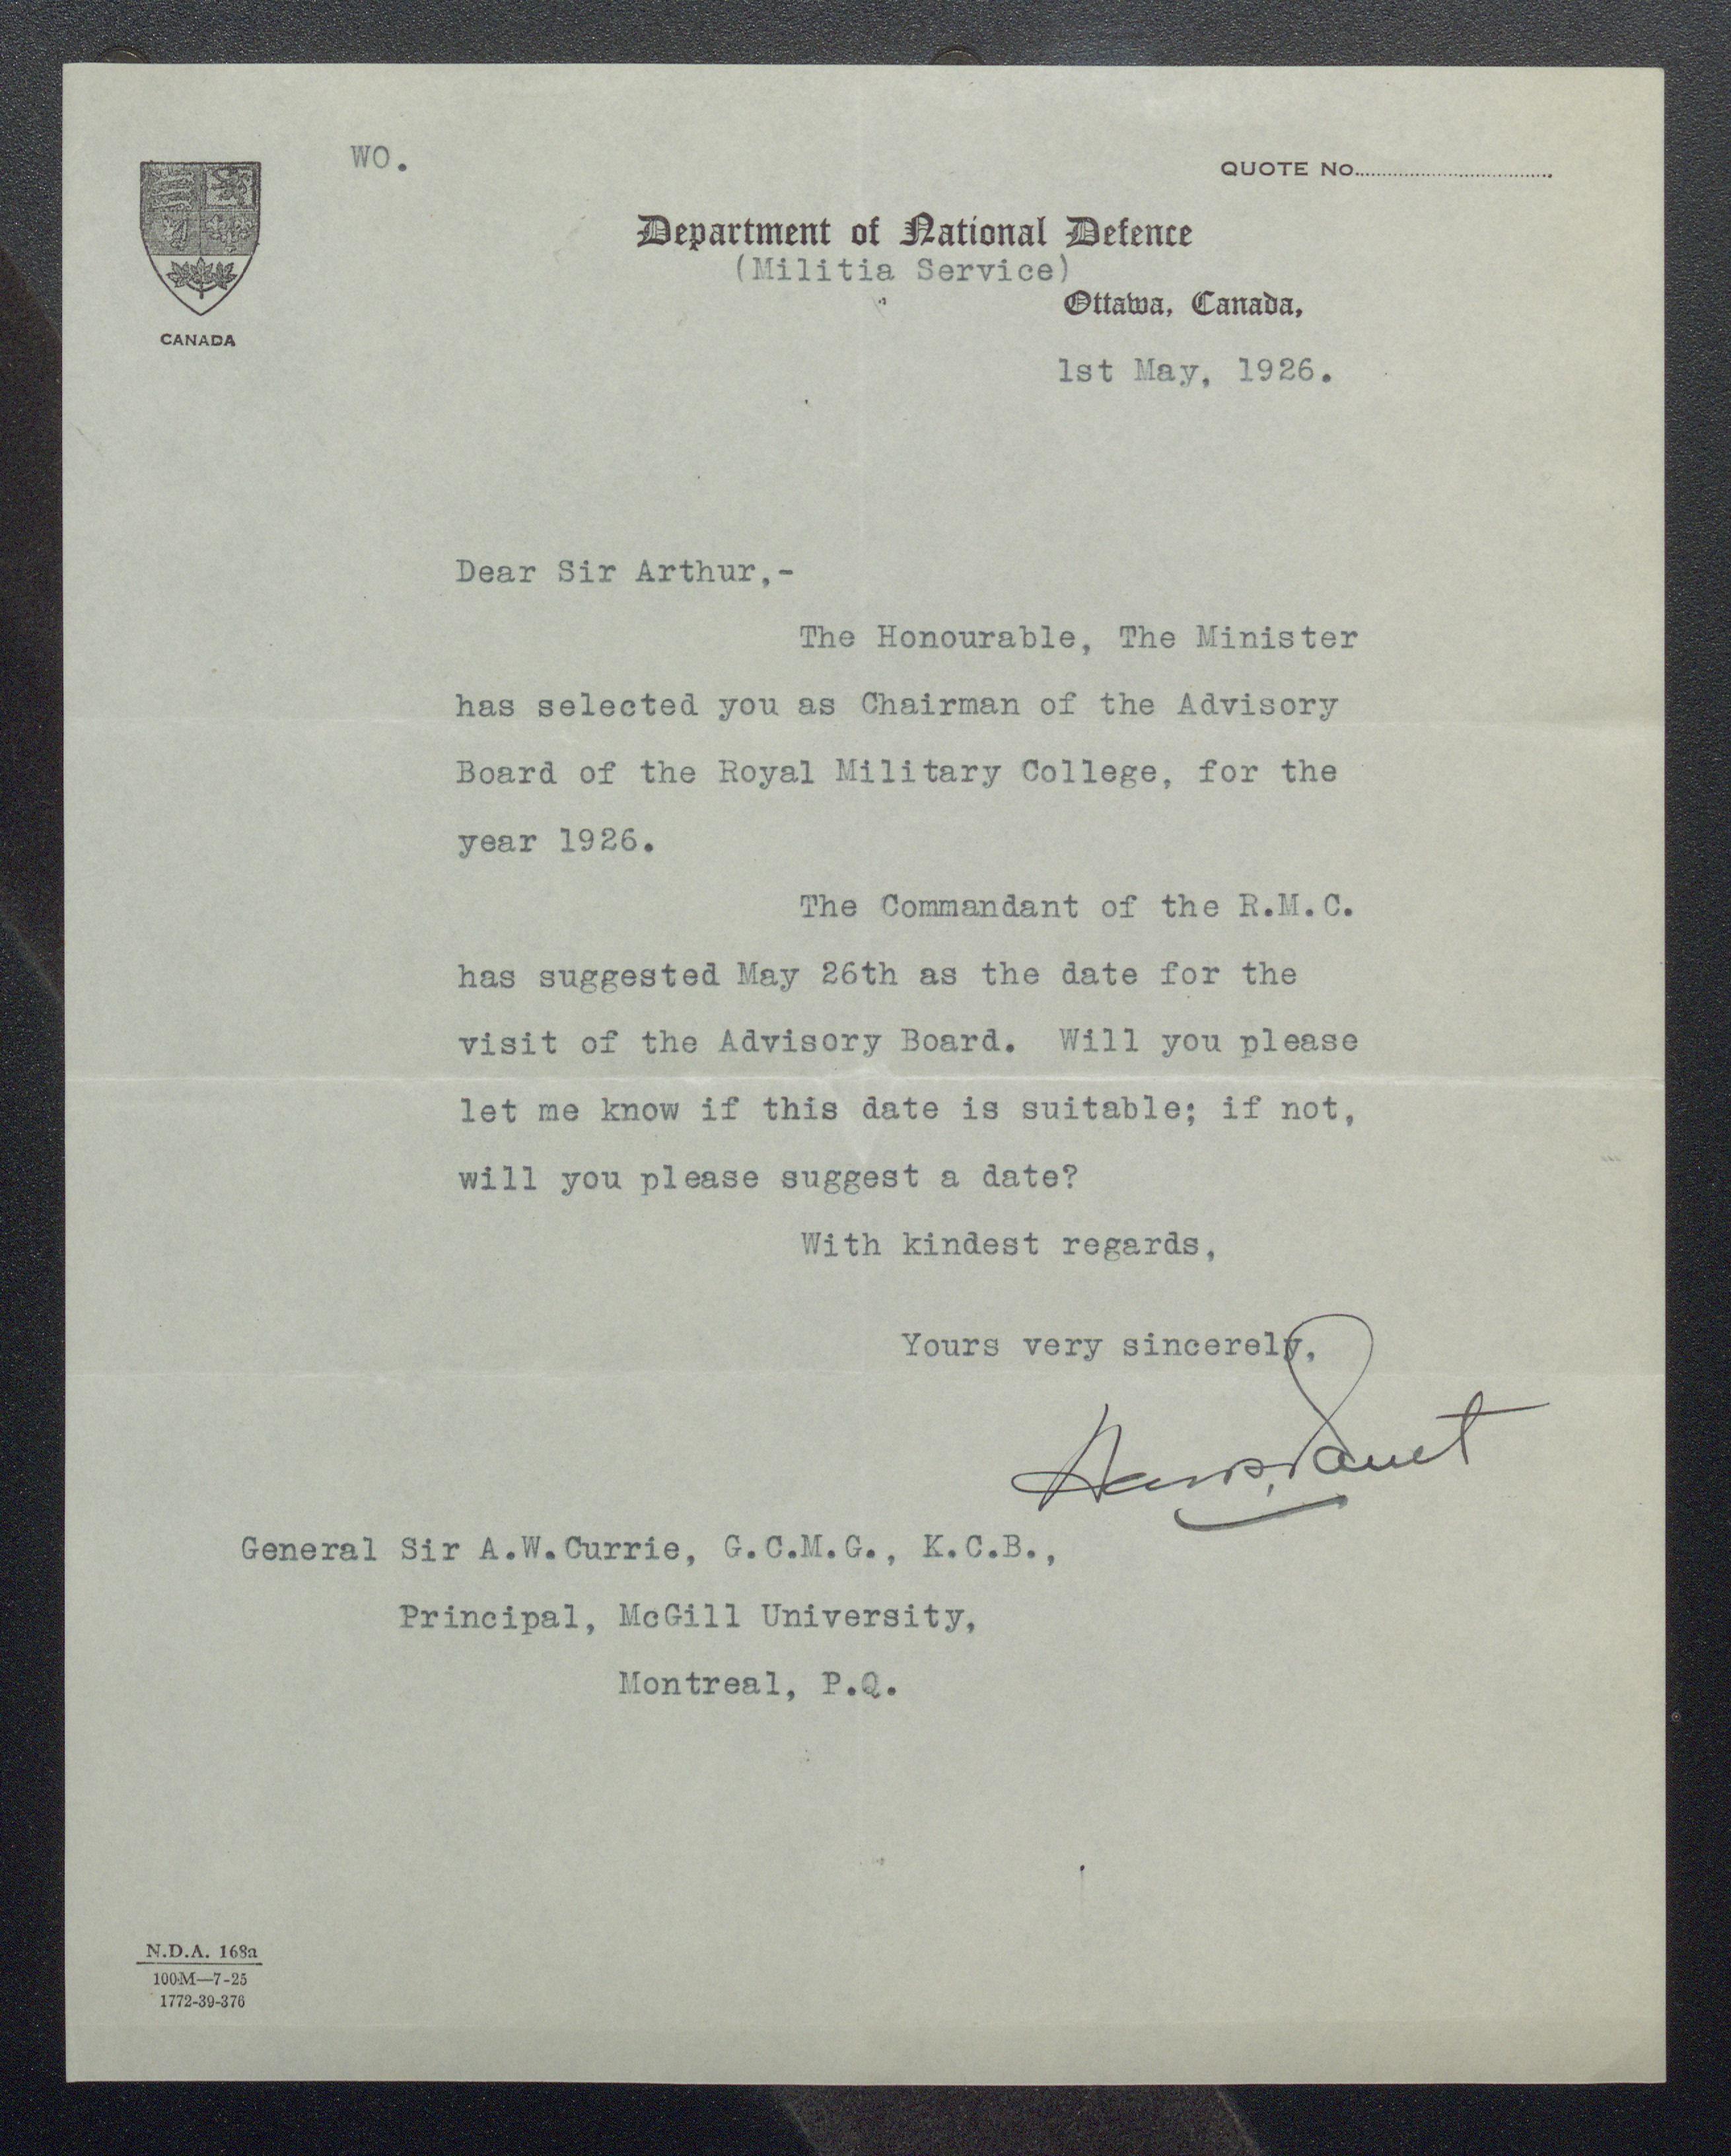 WO.
QUOTE No.
Department of National Defence
(Militia Service)
Ottawa, Canada,
CANADA
1st May, 1926.
Dear Sir Arthur,-
The Honourable, The Minister
has selected you as Chairman of the Advisory
Board of the Royal Military College, for the
year 1926.
The Commandant of the R.M.C.
has suggested May 26th as the date for the
visit of the Advisory Board.  Will you please
let me know if this date is suitable; if not,
will you please suggest a date?
With kindest regards,
Yours very sincerely,
General Sir A.W.Currie, G.C.M.G., K.C.B.,
Principal, McGill University,
Montreal, P.Q.
N.D.A. 168a
100M—7-25
1772-39-376